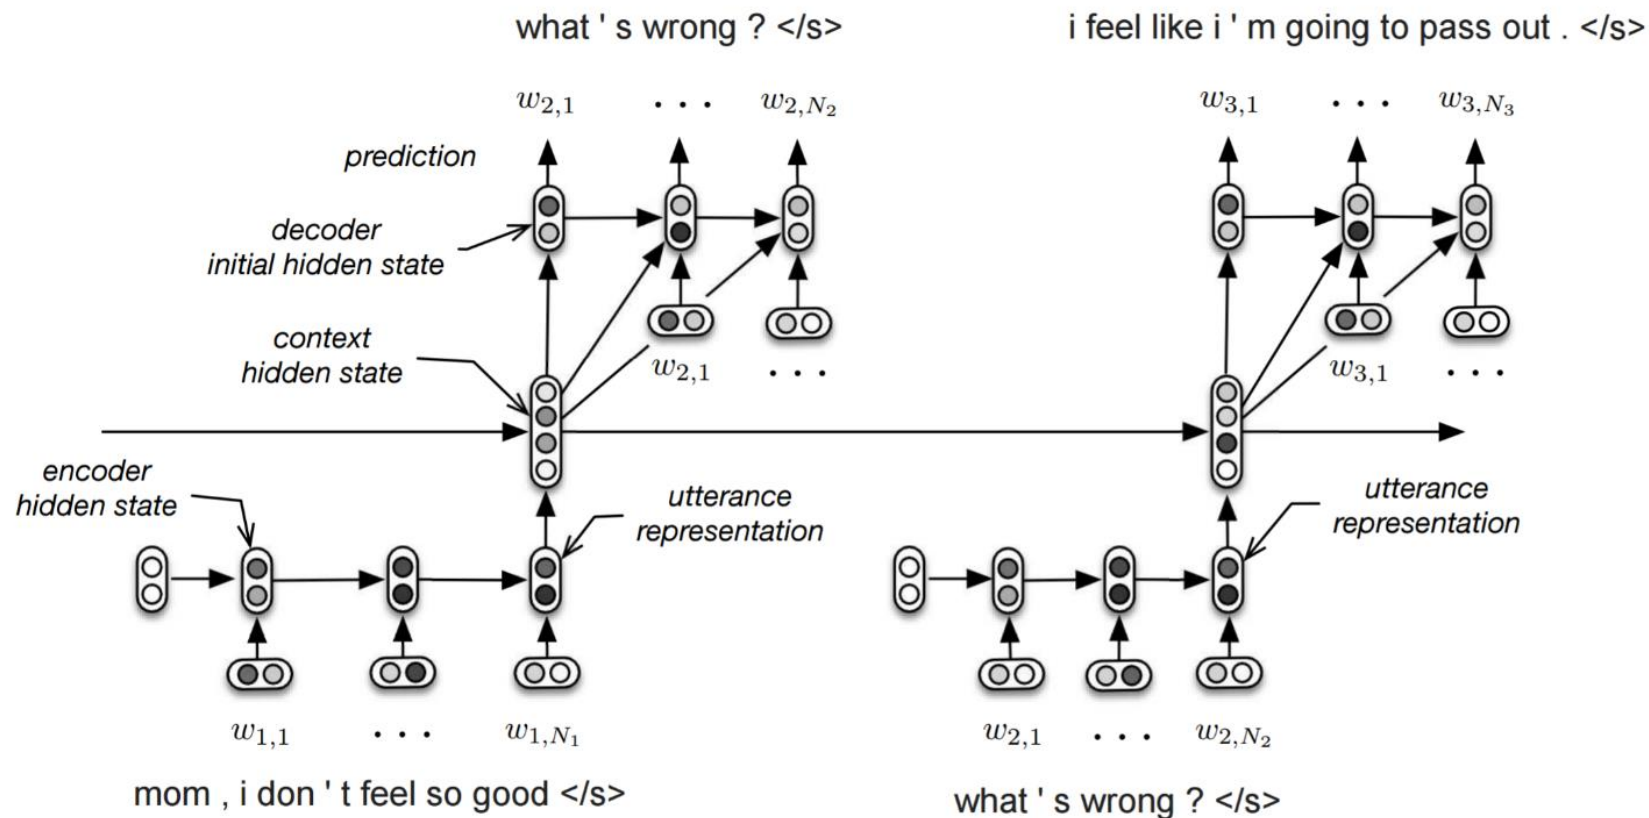 what ' s wrong ? </s>
i feel like i ' m going to pass out . </s>
w2,1 . . . w2,N2
w3,1 . . . w3,N3
prediction
decoder
initial hidden state
context
hidden state
w2,1 . . .
w3,1 . . .
encoder
hidden state
utterance
representation
utterance
representation
w1,1 . . . w1,N1
w2,1 . . . w2,N2
mom , i don ' t feel so good </s>
what ' s wrong ? </s>